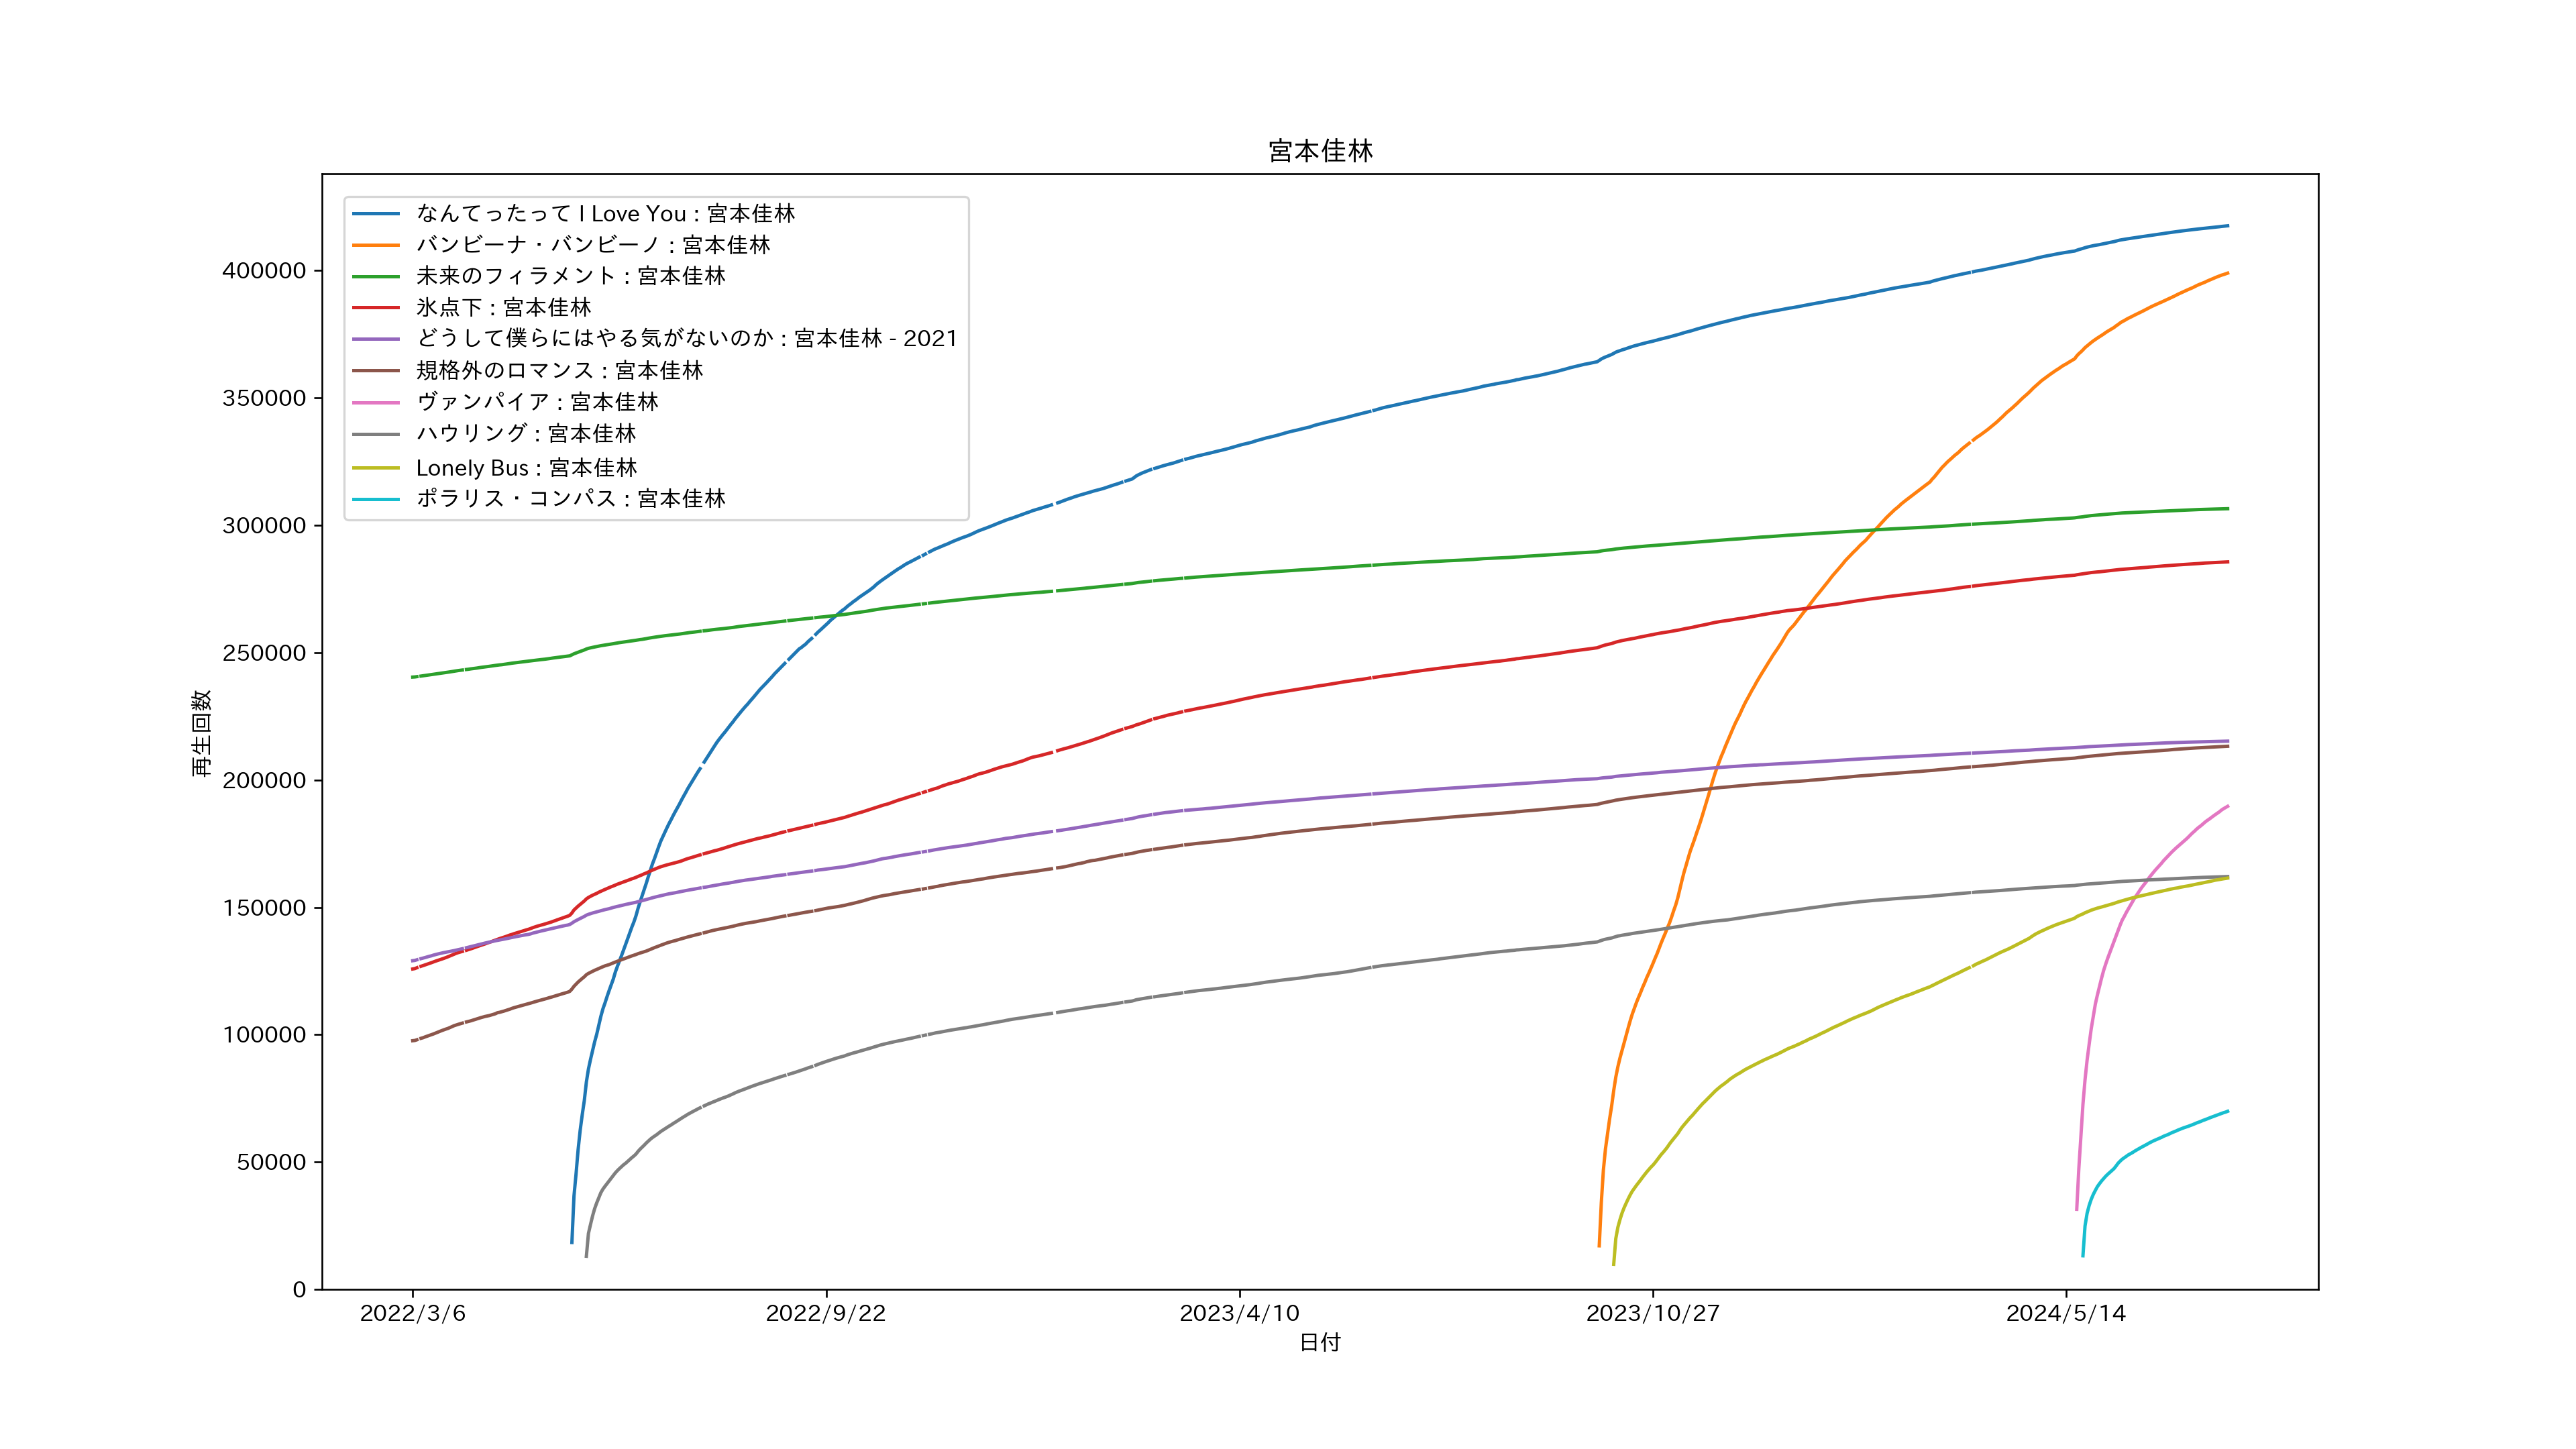 宮本佳林
なんてったって I Love You : 宮本佳林
バンビーナ・バンビーノ : 宮本佳林
未来のフィラメント : 宮本佳林
氷点下 : 宮本佳林
どうして僕らにはやる気がないのか : 宮本佳林 - 2021
規格外のロマンス : 宮本佳林
ヴァンパイア : 宮本佳林
ハウリング : 宮本佳林
Lonely Bus : 宮本佳林
ポラリス・コンパス : 宮本佳林
400000
350000
300000
250000
200000
150000
100000
50000
0
再生回数
2022/3/6 2022/9/22 2023/4/10 2023/10/27 2024/5/14
日付